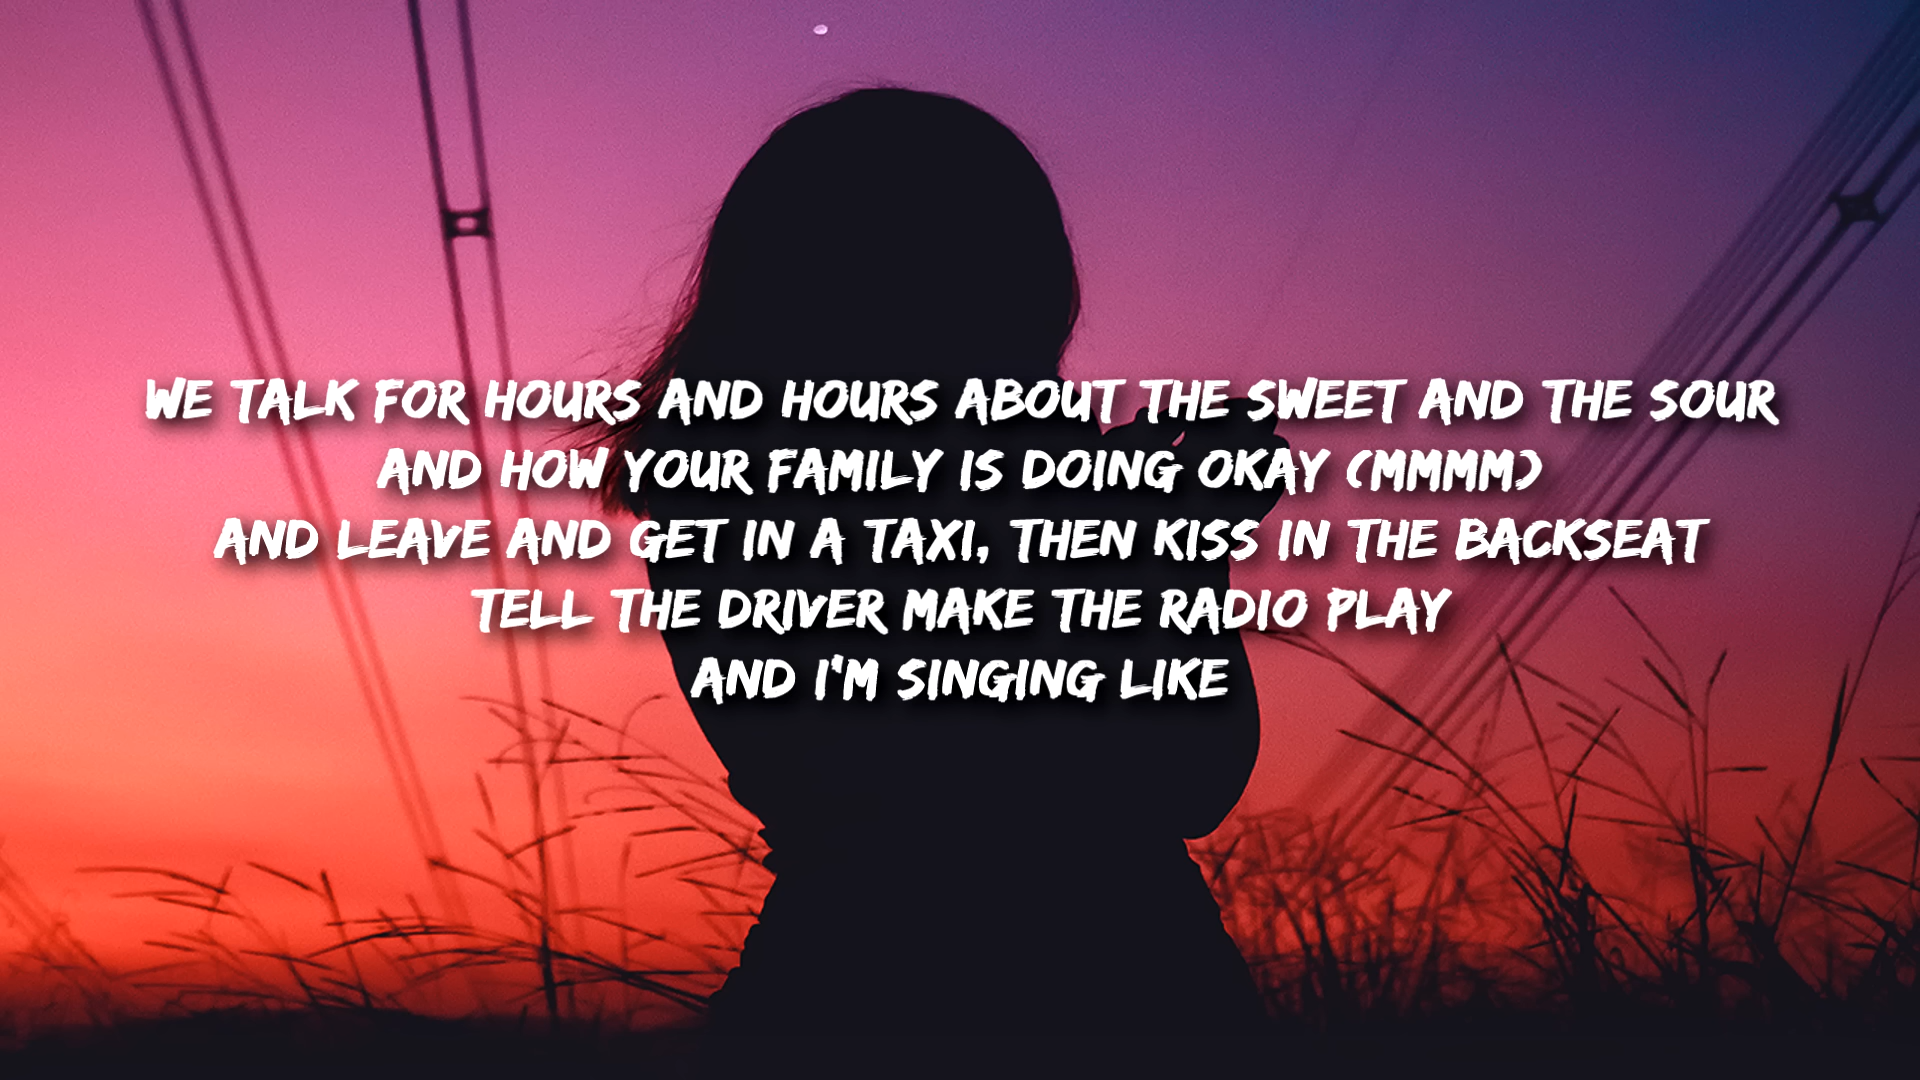 WE TALK FOR HOURS AND HOURS ABOUT THE SWEET AND THE SOUR
AND HOW YOUR FAMILY IS DOING OKAY (MMMM)
AND LEAVE AND GET IN A TAXI, THEN KISS IN THE BACKSEAT
TELL THE DRIVER MAKE THE RADIO PLAY
AND I'M SINGING LIKE